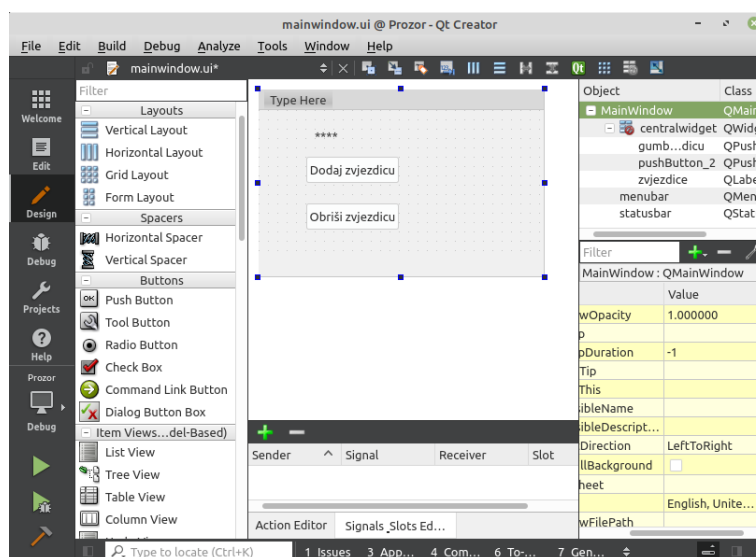 mainwindow.ui @ Prozor - Qt Creator
File Edit Build Debug Analyze Tools Window Help
mainwindow.ui*
Welcome
Edit
Design
Debug
Projects
Help
Prozor
Debug
Filter
Layouts
Vertical Layout
Horizontal Layout
Grid Layout
Form Layout
Spacers
Horizontal Spacer
Vertical Spacer
Buttons
OK Push Button
Tool Button
Radio Button
Check Box
Command Link Button
Dialog Button Box
Item Views...del-Based)
List View
Tree View
Table View
Column View
Type Here
****
Dodaj zvjezdicu
Obriši zvjezdicu
Sender Signal Receiver Slot
Action Editor Signals_Slots Ed...
Object Class
MainWindow QMain
centralwidget QWidg
gumb...dicu QPush
pushButton_2 QPush
zvjezdice QLabe
menubar QMen
statusbar QStat
Filter
MainWindow : QMainWindow
Value
wOpacity 1.000000
p
pDuration -1
Tip
This
ibleName
ibleDescript...
Direction LeftToRight
llBackground
heet
English, Unite...
wFilePath
Type to locate (Ctrl+K) 1 Issues 3 App... 4 Com... 6 To-... 7 Gen...